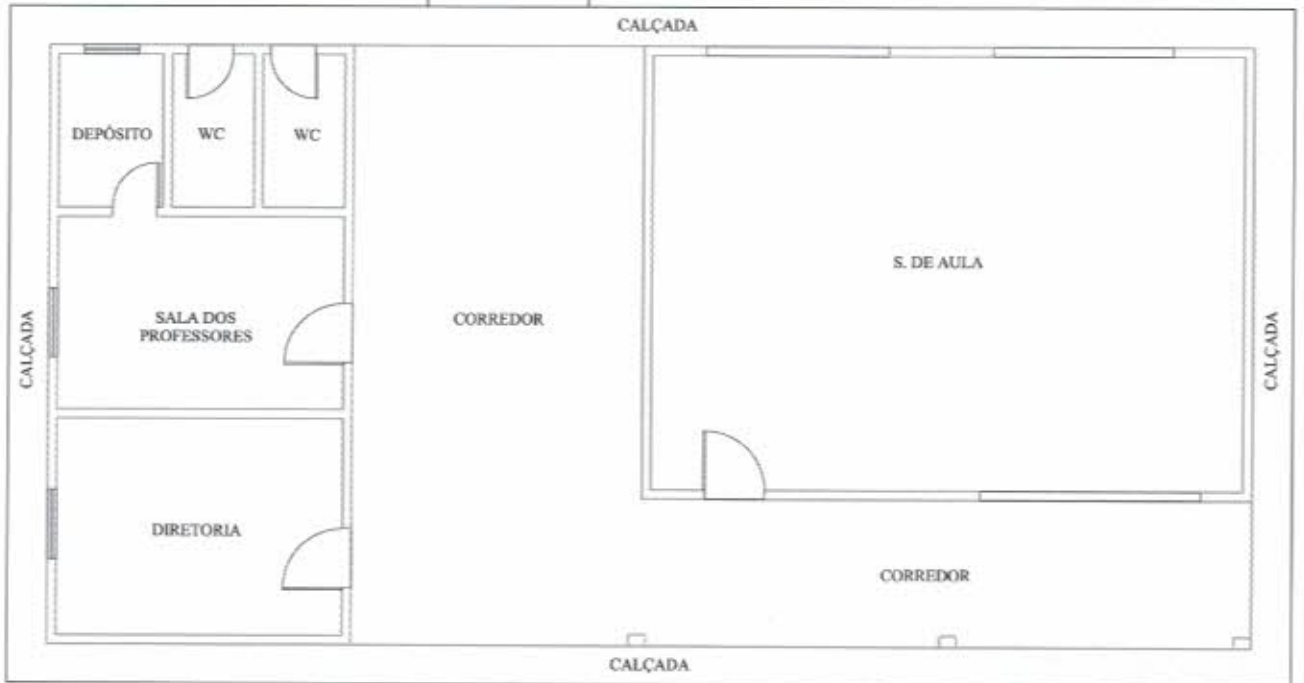 CALÇADA
DEPÓSITO
WC
WC
S. DE AULA
SALA DOS
PROFESSORES
CORREDOR
CALÇADA
CALÇADA
DIRETORIA
CORREDOR
CALÇADA